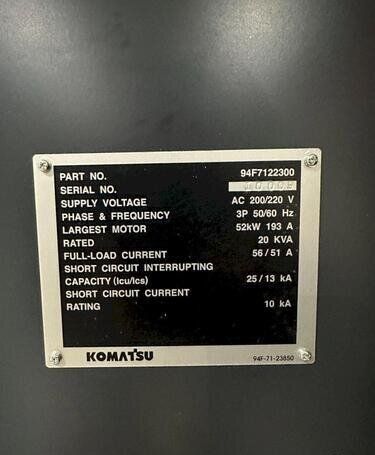 PART NO. 94F7122300
SERIAL NO.
SUPPLY VOLTAGE AC 200/220 V
PHASE & FREQUENCY 3P 50/60 Hz
LARGEST MOTOR 52kW 193 A
RATED 20 KVA
FULL-LOAD CURRENT 56/51 A
SHORT CIRCUIT INTERRUPTING
CAPACITY (Icu/Ics) 25/13 kA
SHORT CIRCUIT CURRENT
RATING 10 kA
KOMATSU 94F-71-23850